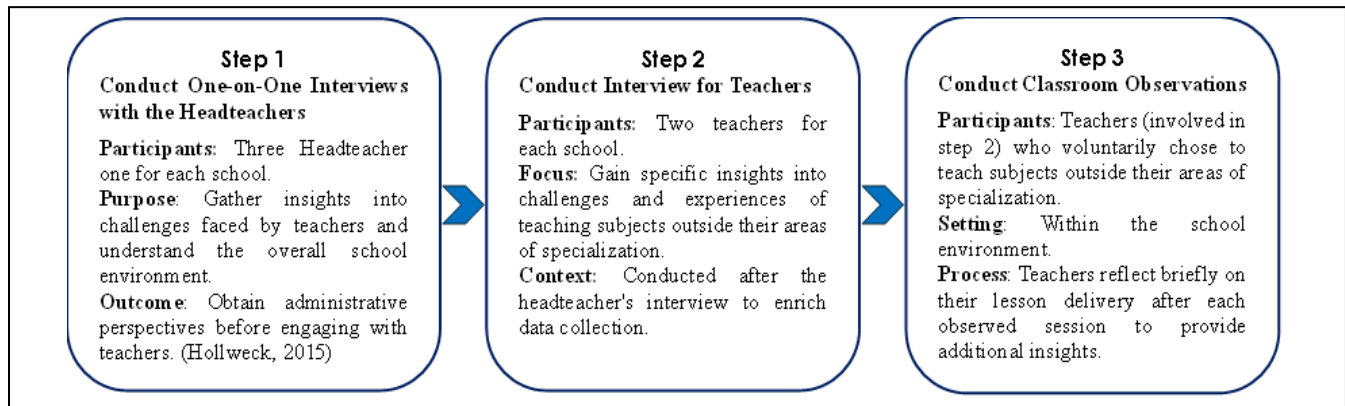 Step 1
Conduct One-on-One Interviews
with the Headteachers
Participants: Three Headteacher
one for each school.
Purpose: Gather insights into
challenges faced by teachers and
understand the overall school
environment.
Outcome: Obtain administrative
perspectives before engaging with
teachers. (Hollweck, 2015)
Step 2
Conduct Interview for Teachers
Participants: Two teachers for
each school.
Focus: Gain specific insights into
challenges and experiences of
teaching subjects outside their areas
of specialization.
Context: Conducted after the
headteacher's interview to enrich
data collection.
Step 3
Conduct Classroom Observations
Participants: Teachers (involved in
step 2) who voluntarily chose to
teach subjects outside their areas of
specialization.
Setting: Within the school
environment.
Process: Teachers reflect briefly on
their lesson delivery after each
observed session to provide
additional insights.